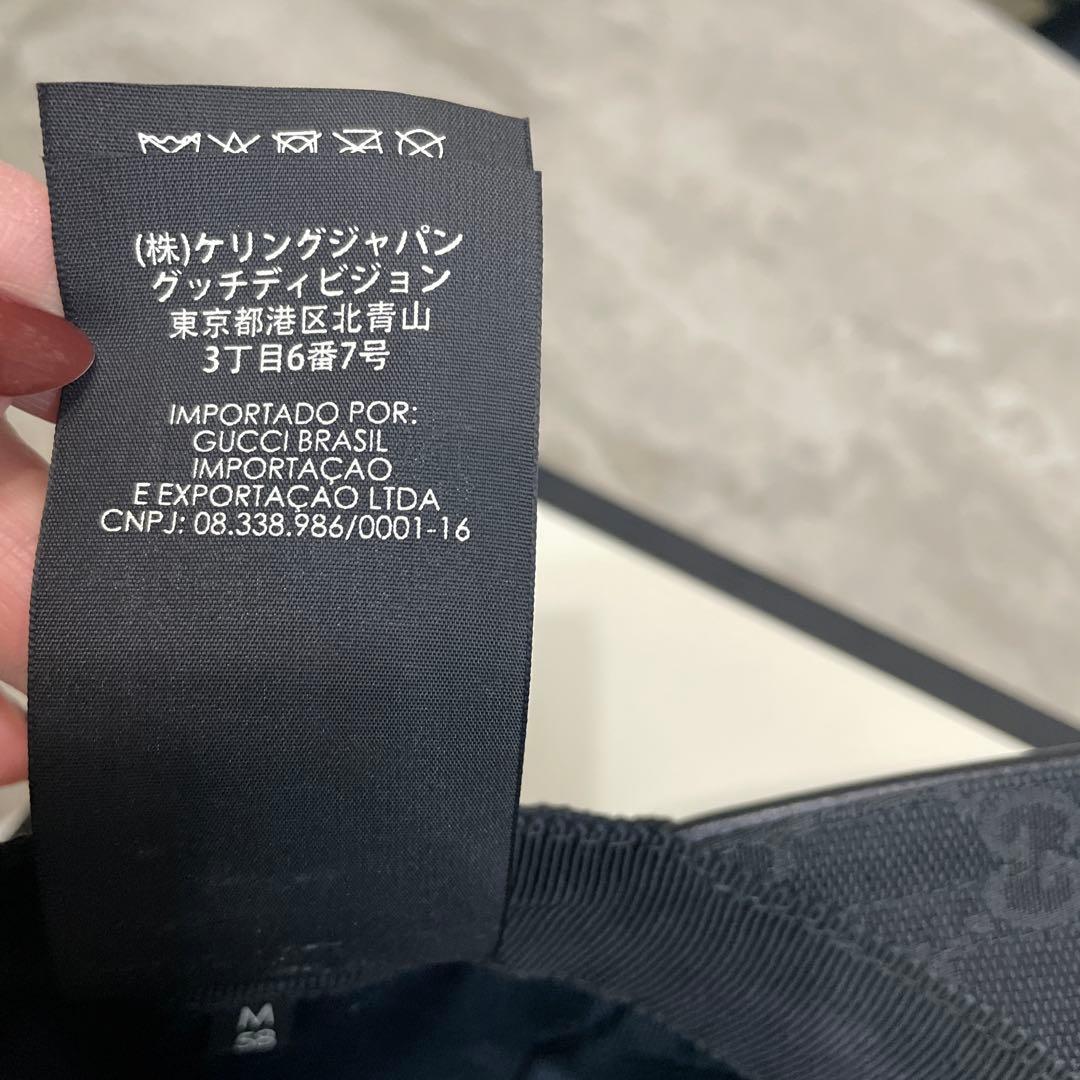 (株)ケリングジャパン
グッチディビジョン
東京都港区北青山
3丁目6番7号
IMPORTADO POR:
GUCCI BRASIL
IMPORTAÇAO
E EXPORTAÇAO LTDA
CNPJ: 08.338.986/0001-16
M
58